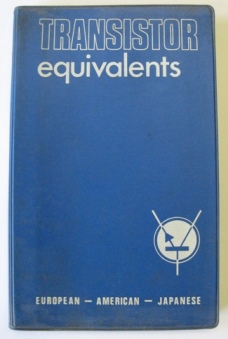 TRANSISTOR
equivalents
EUROPEAN — AMERICAN — JAPANESE